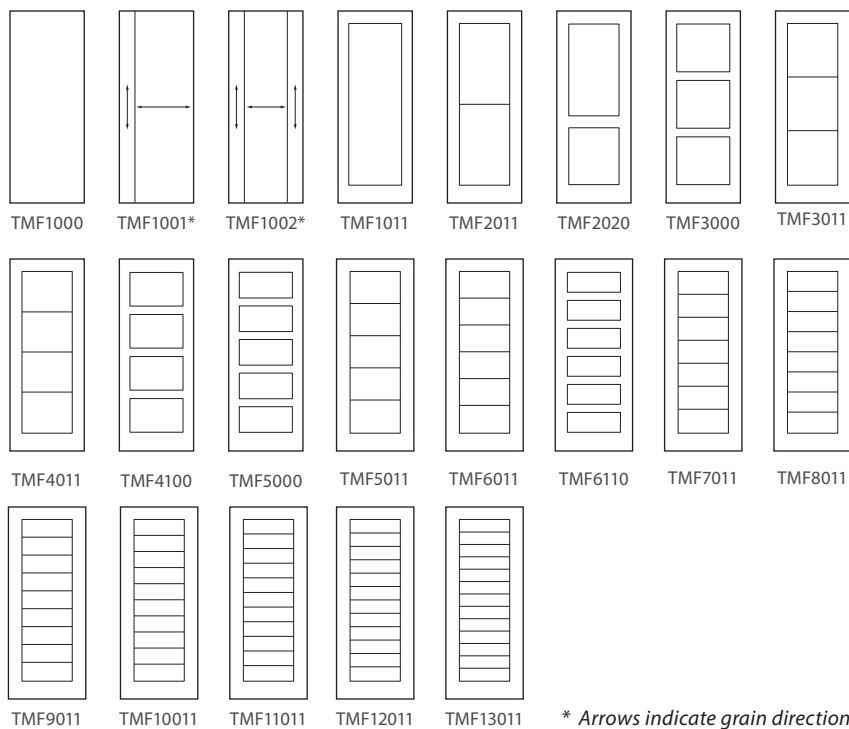 TMF1000 TMF1001* TMF1002* TMF1011 TMF2011 TMF2020 TMF3000 TMF3011
TMF4011 TMF4100 TMF5000 TMF5011 TMF6011 TMF6110 TMF7011 TMF8011
TMF9011 TMF10011 TMF11011 TMF12011 TMF13011 * Arrows indicate grain direction